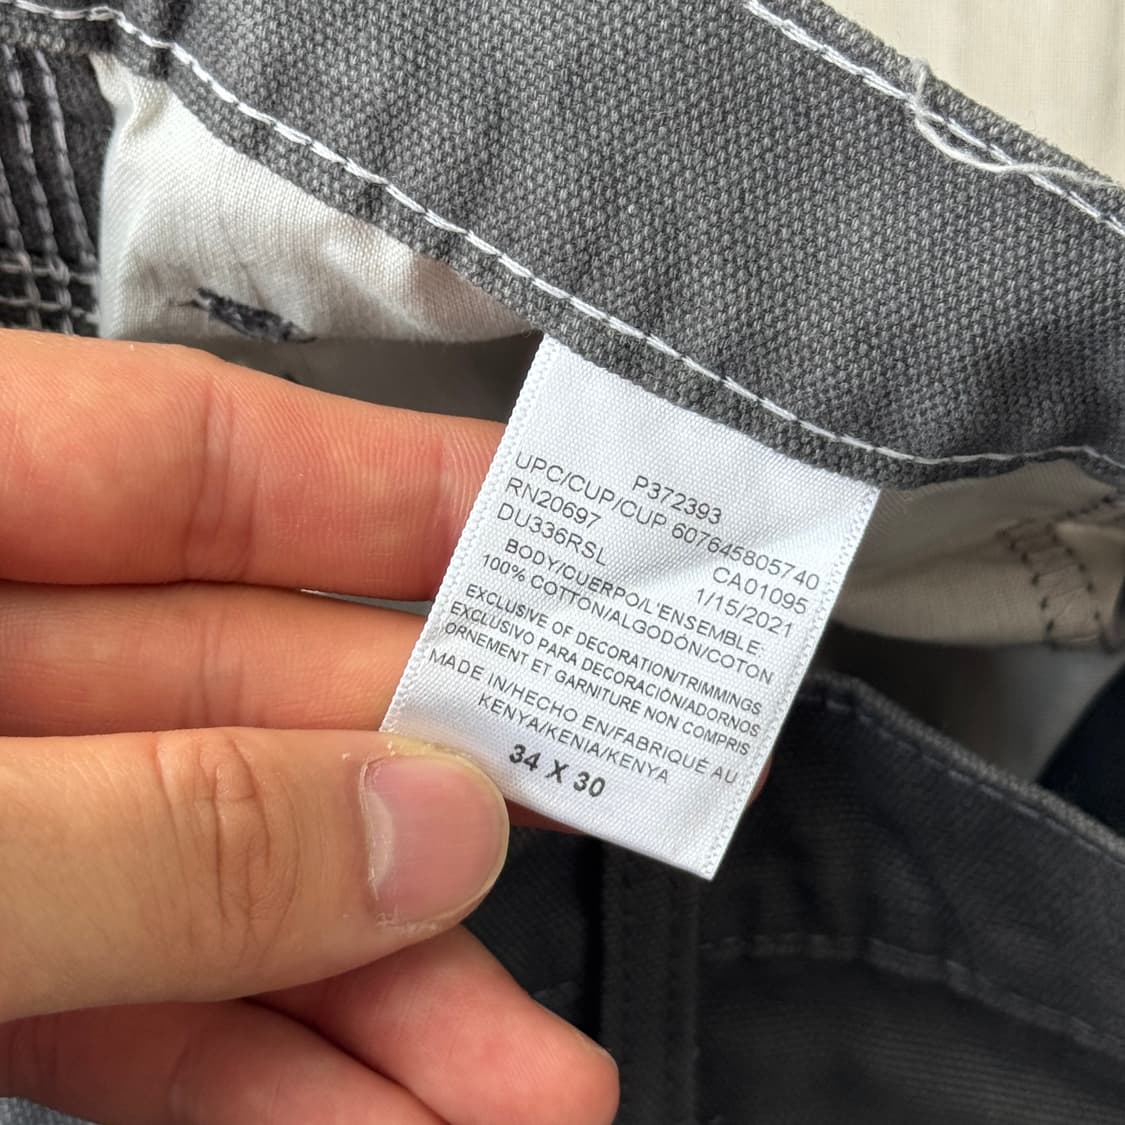 P372393
UPC/CUP/CUP 607645805740
RN20697 CA01095
DU336RSL 1/15/2021
BODY/CUERPO/L'ENSEMBLE:
100% COTTON/ALGODÓN/COTON
EXCLUSIVE OF DECORATION/TRIMMINGS
EXCLUSIVO PARA DECORACIÓN/ADORNOS
ORNEMENT ET GARNITURE NON COMPRIS
MADE IN/HECHO EN/FABRIQUÉ AU
KENYA/KENIA/KENYA
34 X 30